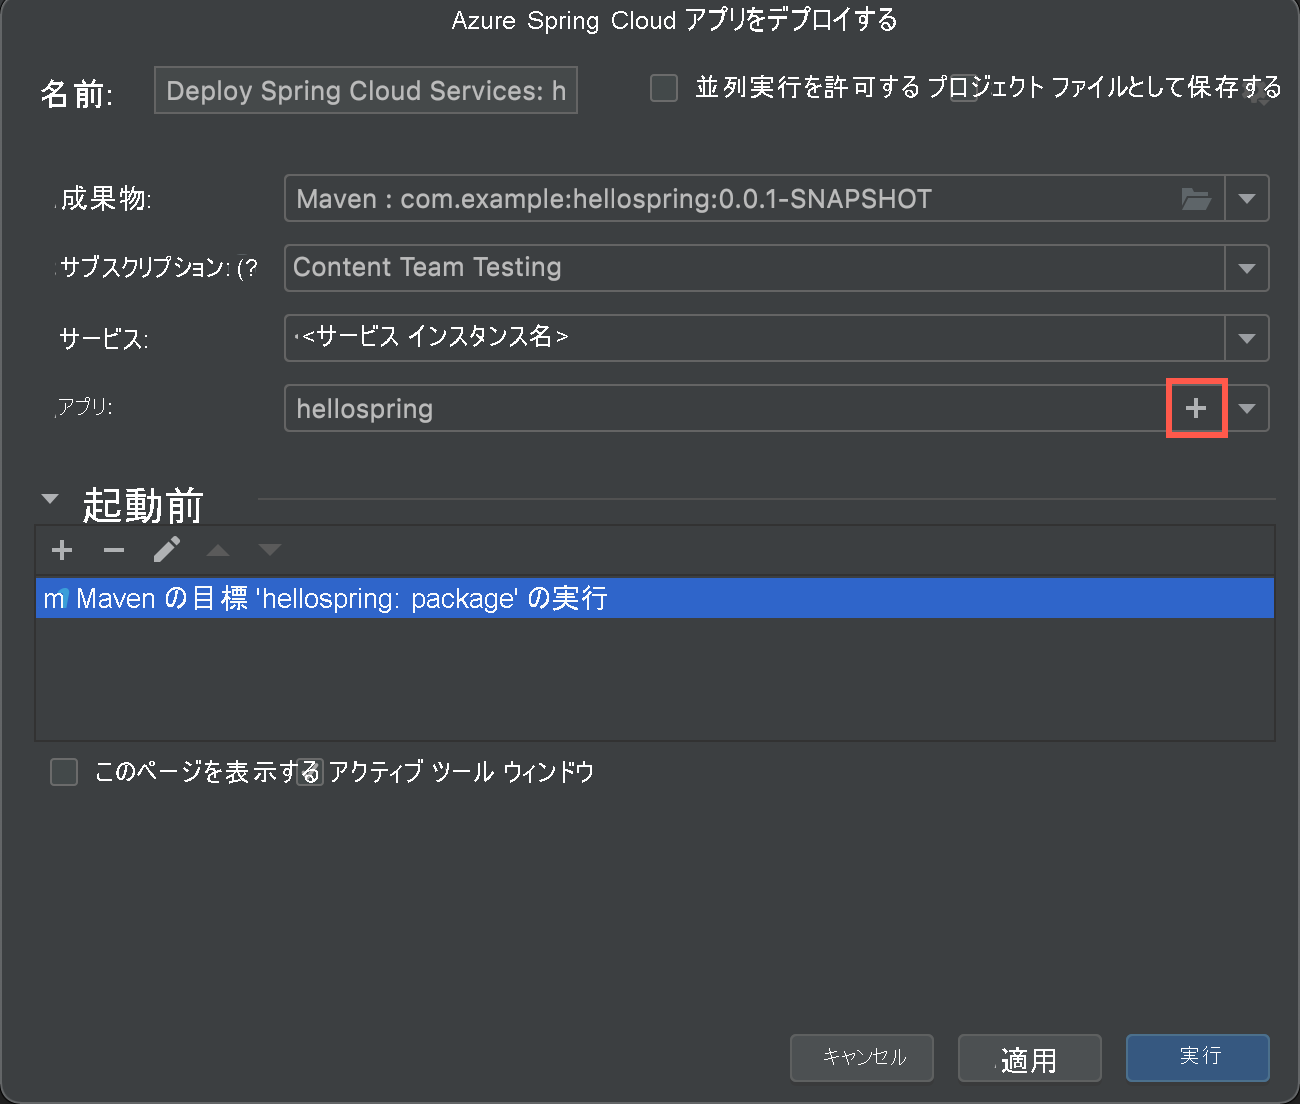 Azure Spring Cloud アプリをデプロイする
名前: Deploy Spring Cloud Services: h 並列実行を許可する プロジェクト ファイルとして保存する
成果物: Maven : com.example:hellospring:0.0.1-SNAPSHOT
サブスクリプション: (? Content Team Testing
サービス: <サービス インスタンス名>
アプリ: hellospring +
起動前
m Maven の目標 'hellospring: package' の実行
このページを表示する アクティブ ツール ウィンドウ
キャンセル 適用 実行